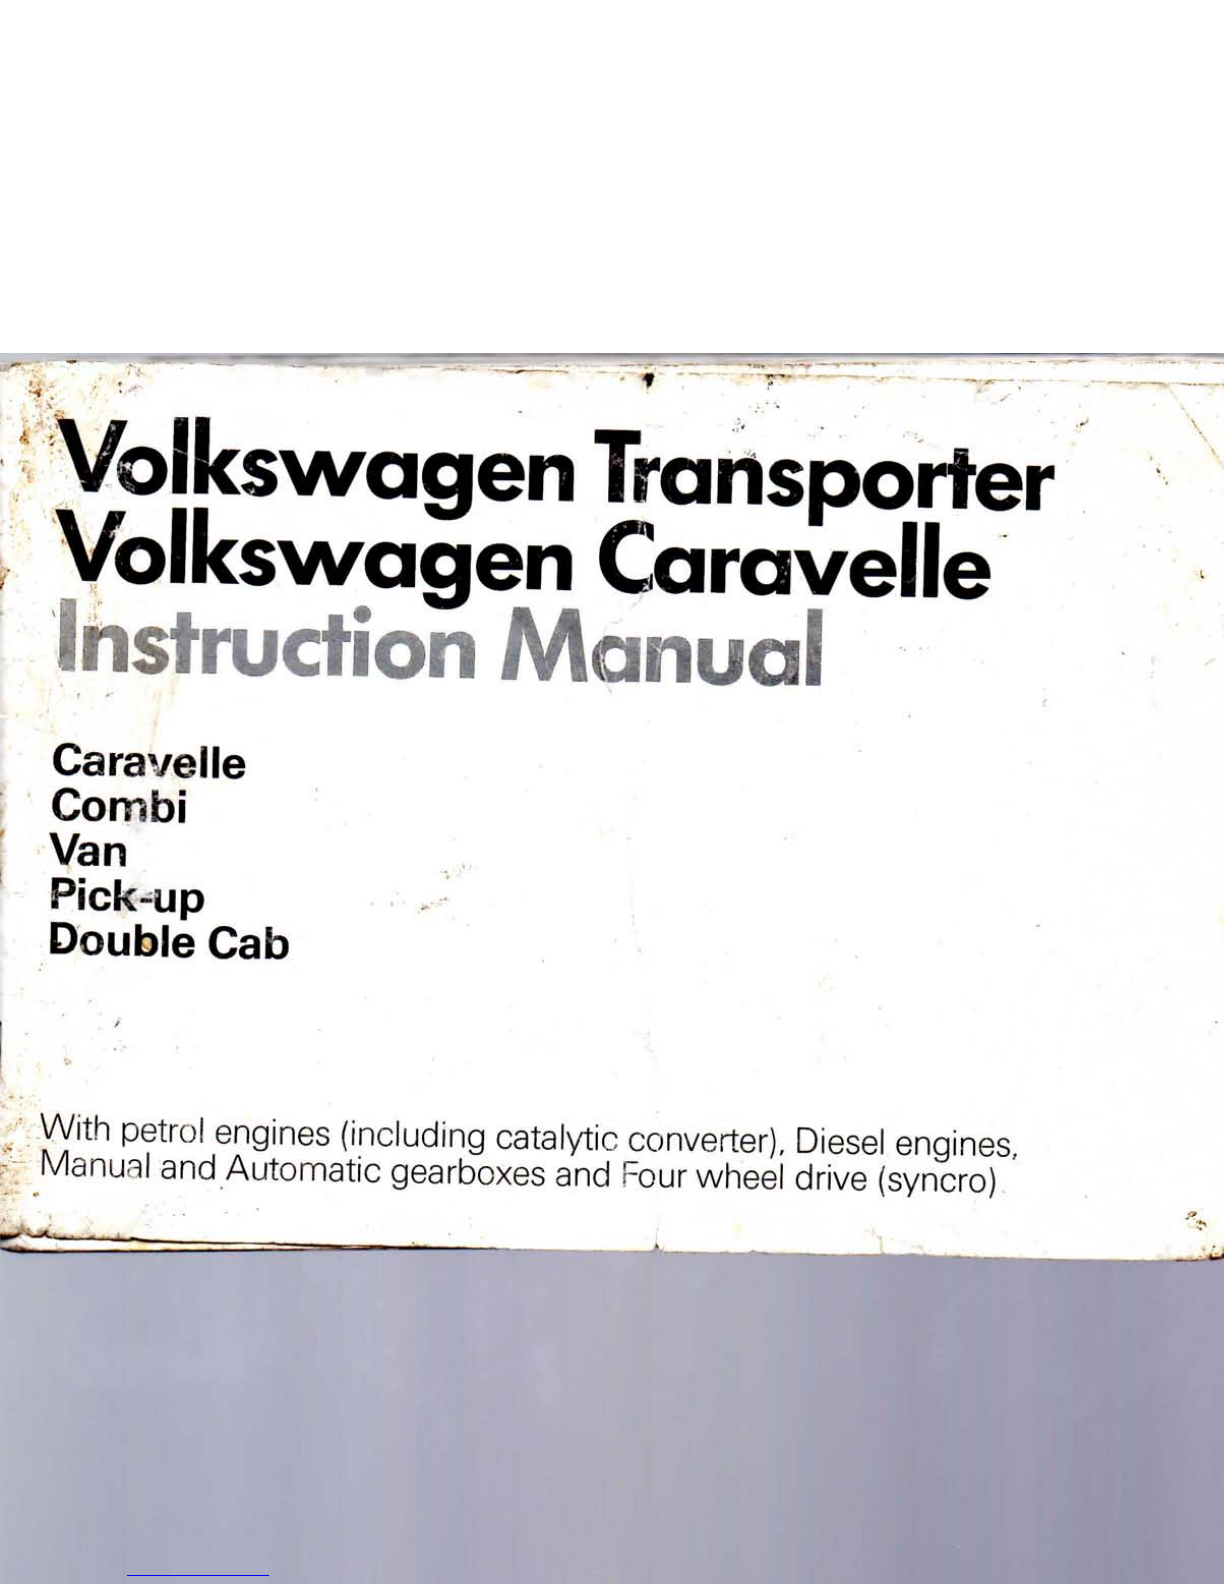 Volkswagen Transporter
Volkswagen Caravelle
Instruction Manual
Caravelle
Combi
Van
Pick-up
Double Cab
With petrol engines (including catalytic converter), Diesel engines,
Manual and Automatic gearboxes and Four wheel drive (syncro).